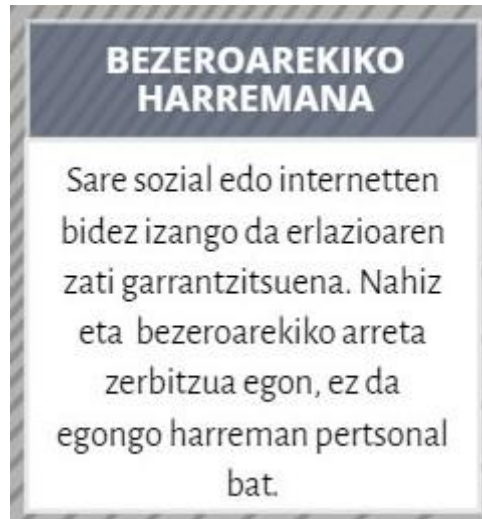 BEZEROAREKIKO
HARREMANA
Sare sozial edo internetten
bidez izango da erlazioaren
zati garrantzitsuena. Nahiz
eta bezeroarekiko arreta
zerbitzua egon, ez da
egongo harreman pertsonal
bat.